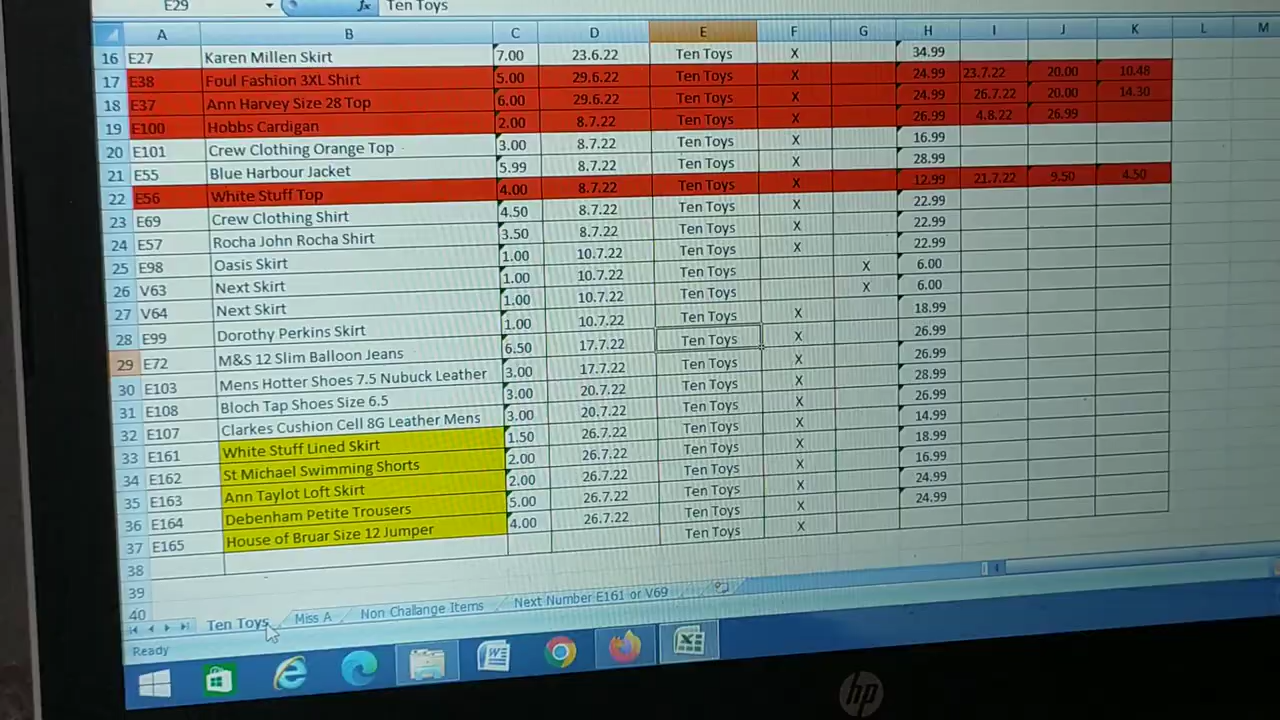 E29 fx Ten Toys
A B C D E F G H I J K L M
16 E27 Karen Millen Skirt 7.00 23.6.22 Ten Toys X 34.99
17 E38 Foul Fashion 3XL Shirt 5.00 29.6.22 Ten Toys X 24.99 23.7.22 20.00 10.48
18 E37 Ann Harvey Size 28 Top 6.00 29.6.22 Ten Toys X 24.99 26.7.22 20.00 14.30
19 E100 Hobbs Cardigan 2.00 8.7.22 Ten Toys X 26.99 4.8.22 26.99
20 E101 Crew Clothing Orange Top 3.00 8.7.22 Ten Toys X 16.99
21 E55 Blue Harbour Jacket 5.99 8.7.22 Ten Toys X 28.99
22 E56 White Stuff Top 4.00 8.7.22 Ten Toys X 12.99 21.7.22 9.50 4.50
23 E69 Crew Clothing Shirt 4.50 8.7.22 Ten Toys X 22.99
24 E57 Rocha John Rocha Shirt 3.50 8.7.22 Ten Toys X 22.99
25 E98 Oasis Skirt 1.00 10.7.22 Ten Toys X 22.99
26 V63 Next Skirt 1.00 10.7.22 Ten Toys X 6.00
27 V64 Next Skirt 1.00 10.7.22 Ten Toys X 6.00
28 E99 Dorothy Perkins Skirt 1.00 10.7.22 Ten Toys X 18.99
29 E72 M&S 12 Slim Balloon Jeans 6.50 17.7.22 Ten Toys X 26.99
30 E103 Mens Hotter Shoes 7.5 Nubuck Leather 3.00 17.7.22 Ten Toys X 26.99
31 E108 Bloch Tap Shoes Size 6.5 3.00 20.7.22 Ten Toys X 28.99
32 E107 Clarkes Cushion Cell 8G Leather Mens 3.00 20.7.22 Ten Toys X 26.99
33 E161 White Stuff Lined Skirt 1.50 26.7.22 Ten Toys X 14.99
34 E162 St Michael Swimming Shorts 2.00 26.7.22 Ten Toys X 18.99
35 E163 Ann Taylot Loft Skirt 2.00 26.7.22 Ten Toys X 16.99
36 E164 Debenham Petite Trousers 5.00 26.7.22 Ten Toys X 24.99
37 E165 House of Bruar Size 12 Jumper 4.00 26.7.22 Ten Toys X 24.99
38 Ten Toys X
39
40
Ten Toys Miss A Non Challange Items Next Number E161 or V69
Ready
hp